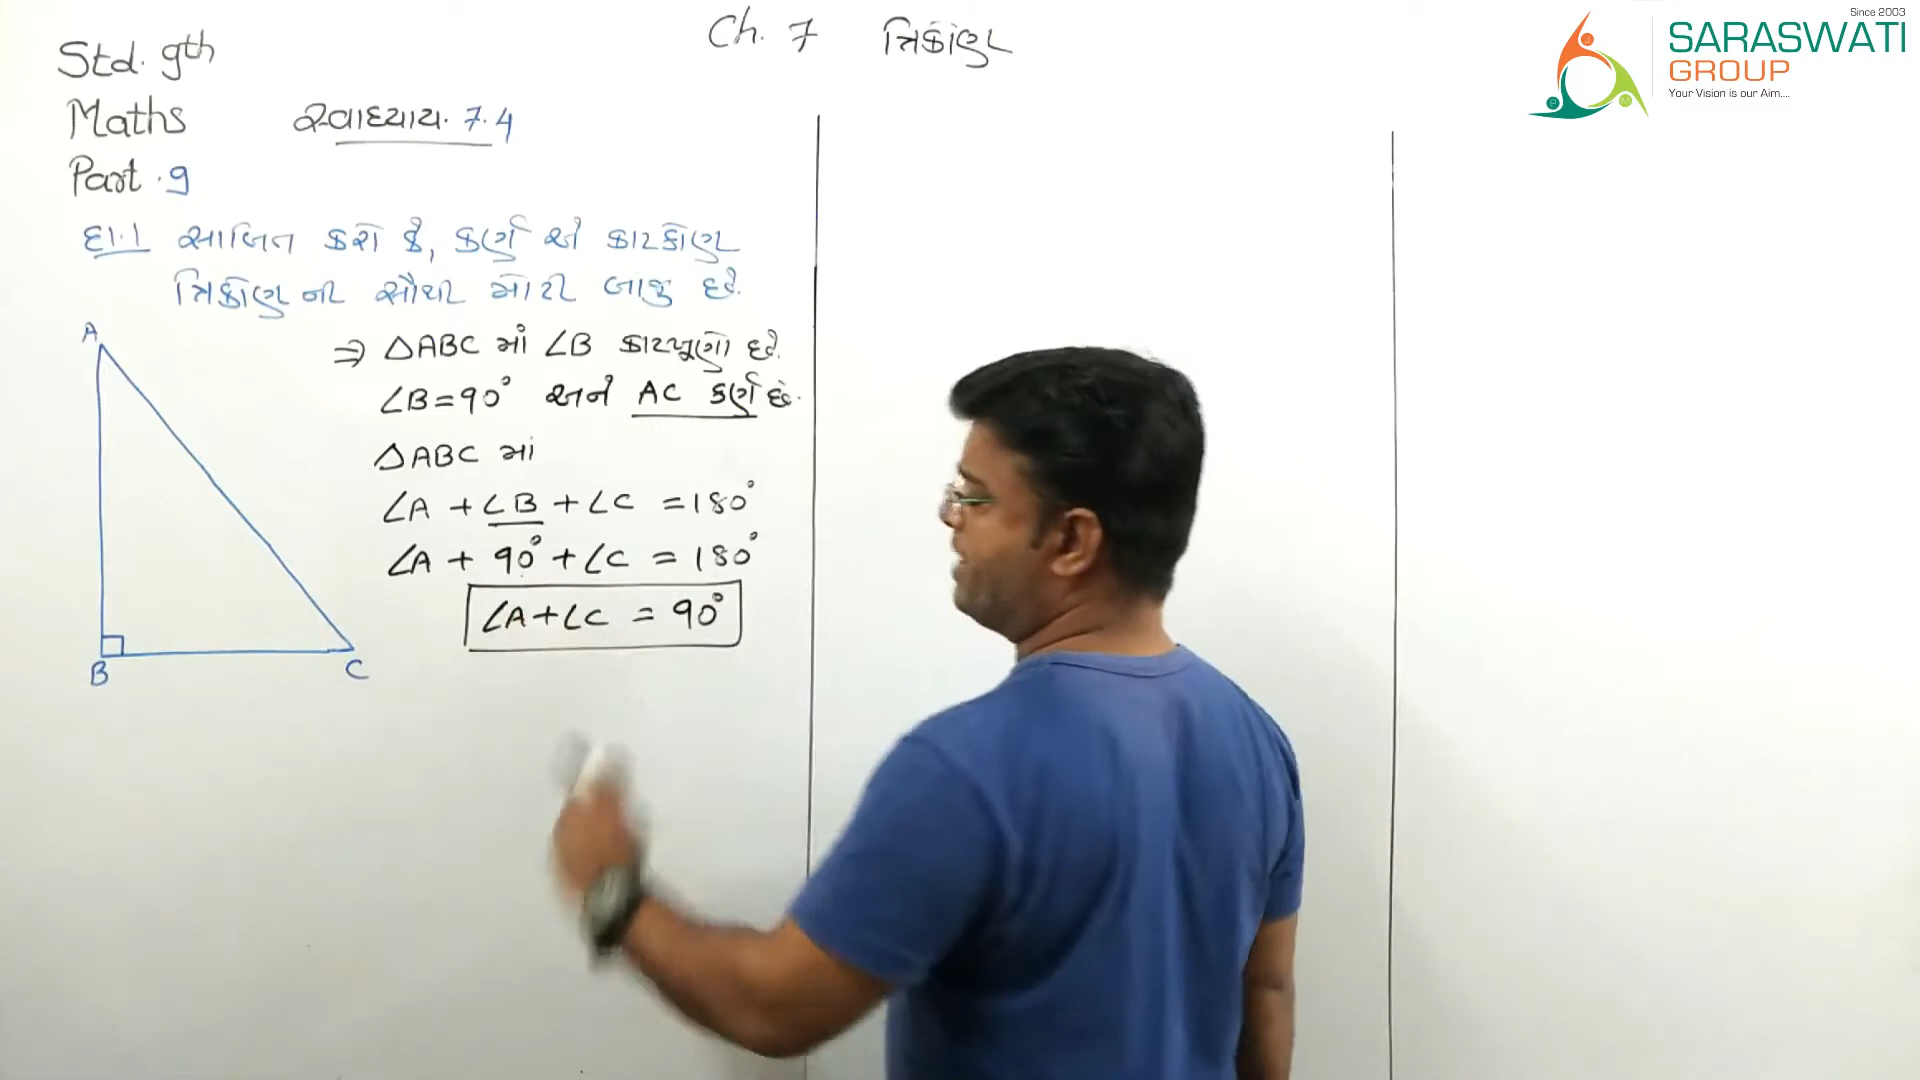 Std. 9th
Maths
Part . 9
Ch. 7 ત્રિકોણ
સ્વાધ્યાય. 7.4
દા.1 સાબિત કરો કે, કર્ણ એ કાટકોણ
ત્રિકોણ ની સૌથી મોટી બાજુ છે.
A
B
C
⇒ △ABC માં ∠B કાટખૂણો છે.
∠B = 90° અને AC કર્ણ છે.
△ABC માં
∠A + ∠B + ∠C = 180°
∠A + 90° + ∠C = 180°
∠A + ∠C = 90°
Since 2003
SARASWATI
GROUP
Your Vision is our Aim....
J
P
M